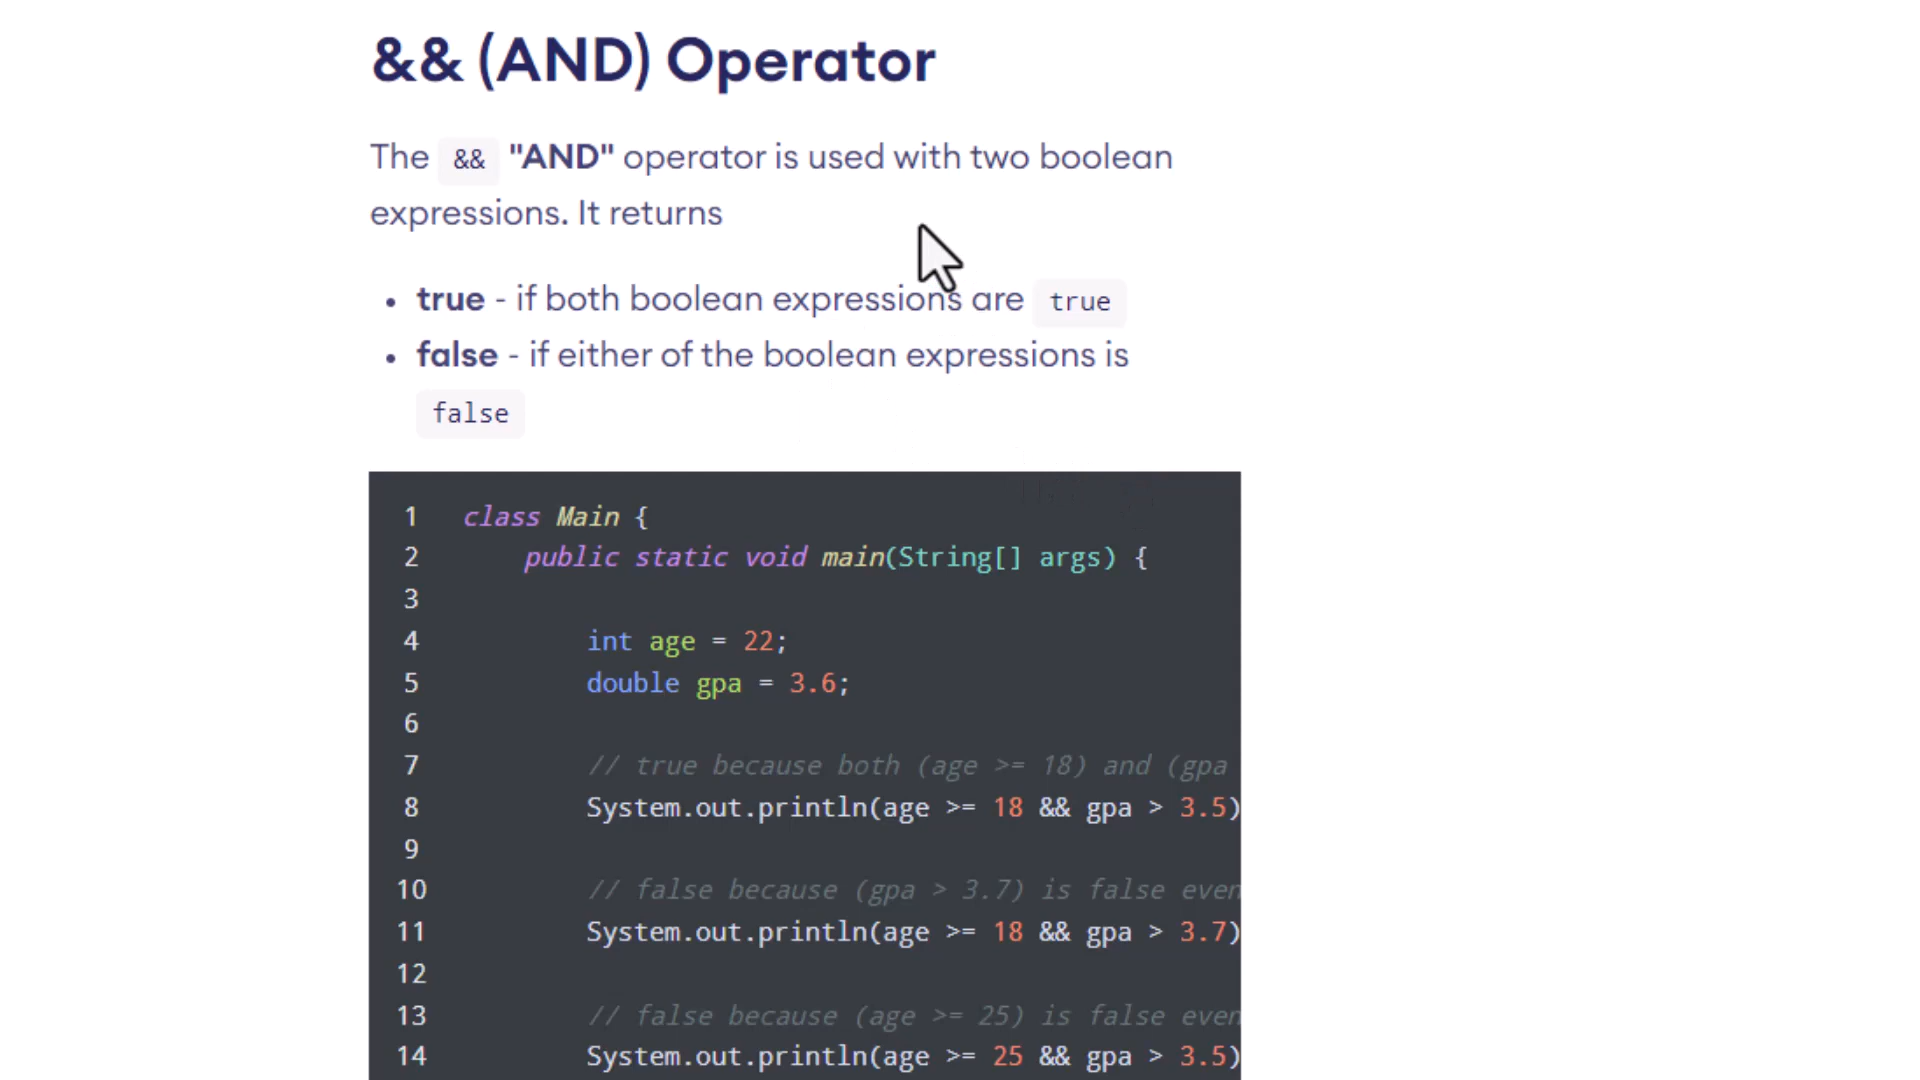 && (AND) Operator
The && "AND" operator is used with two boolean
expressions. It returns
• true - if both boolean expressions are true
• false - if either of the boolean expressions is
false
1 class Main {
2 public static void main(String[] args) {
3
4 int age = 22;
5 double gpa = 3.6;
6
7 // true because both (age >= 18) and (gpa
8 System.out.println(age >= 18 && gpa > 3.5)
9
10 // false because (gpa > 3.7) is false even
11 System.out.println(age >= 18 && gpa > 3.7)
12
13 // false because (age >= 25) is false even
14 System.out.println(age >= 25 && gpa > 3.5)